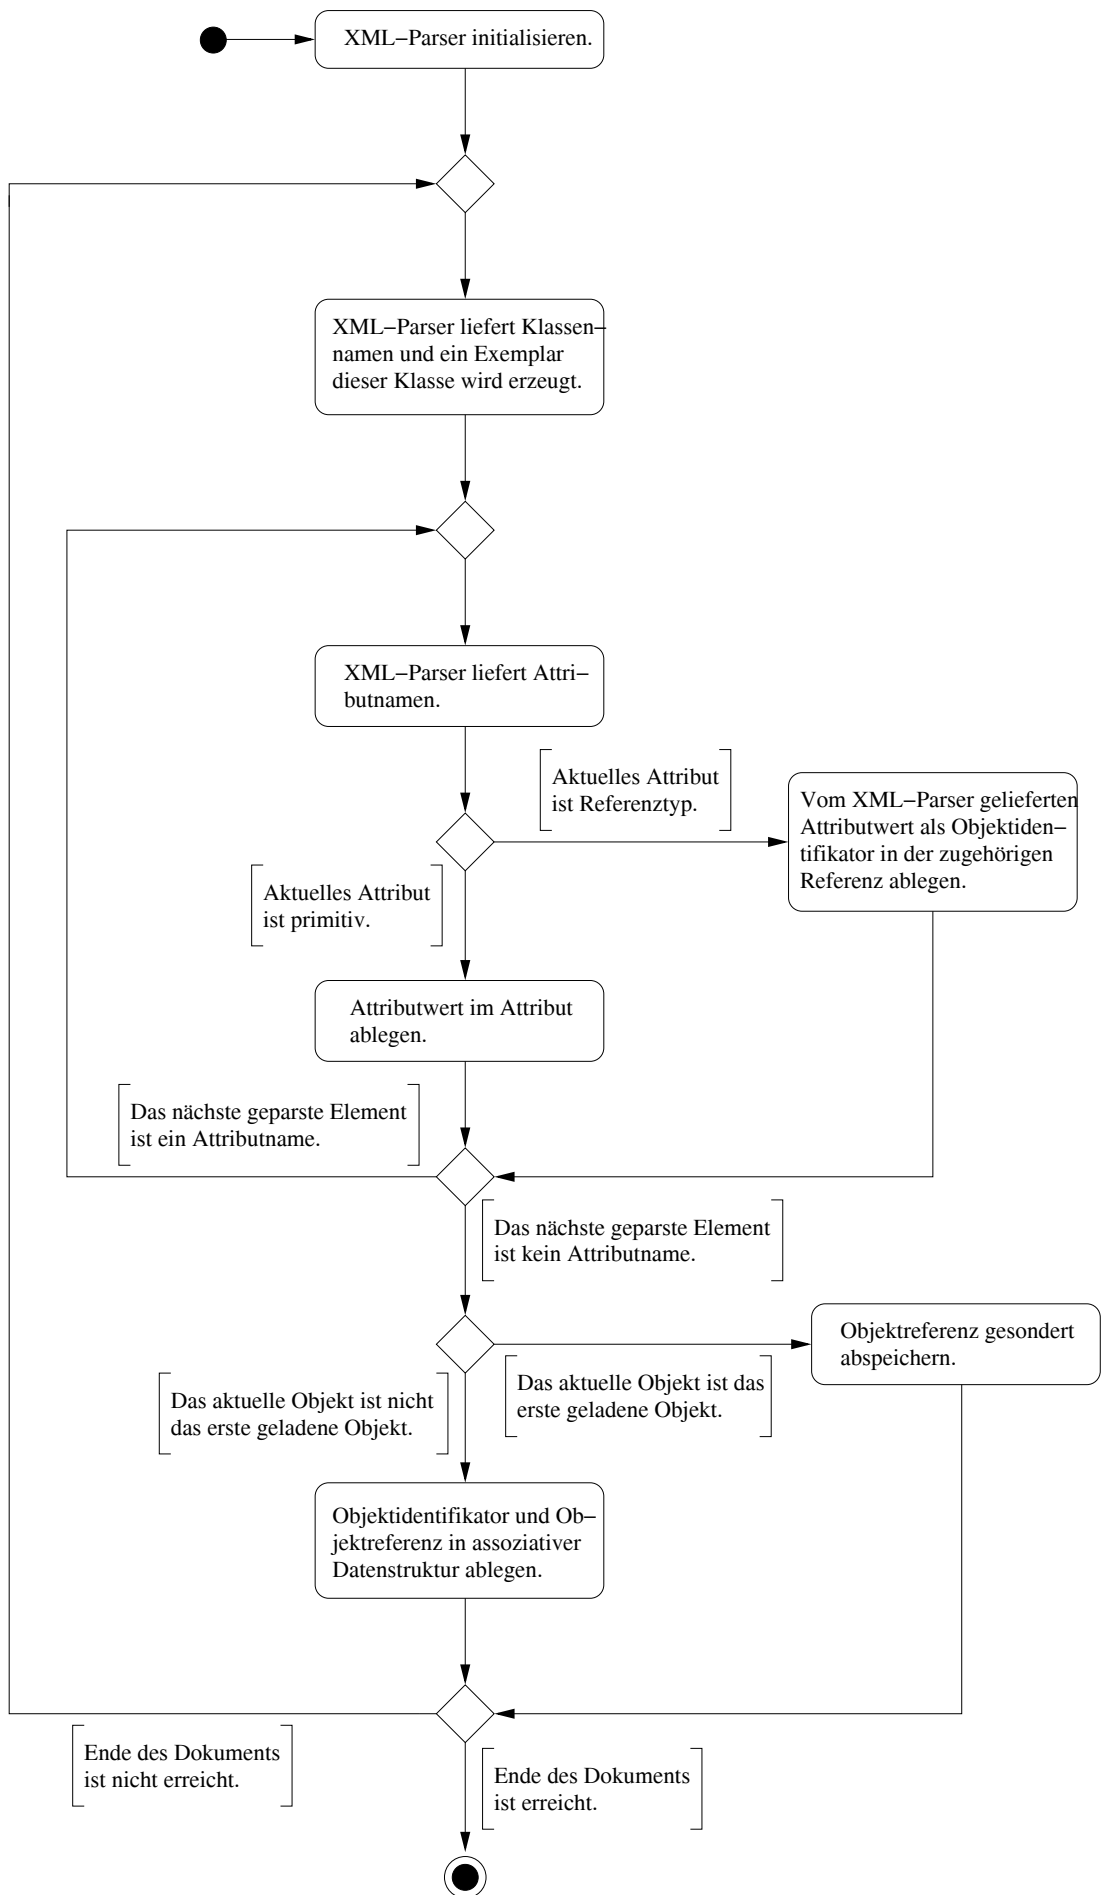 XML–Parser initialisieren.
XML–Parser liefert Klassen–
namen und ein Exemplar
dieser Klasse wird erzeugt.
XML–Parser liefert Attri–
butnamen.
Aktuelles Attribut
ist Referenztyp.
Vom XML–Parser gelieferten
Attributwert als Objektiden–
tifikator in der zugehörigen
Referenz ablegen.
Aktuelles Attribut
ist primitiv.
Attributwert im Attribut
ablegen.
Das nächste geparste Element
ist ein Attributname.
Das nächste geparste Element
ist kein Attributname.
Objektreferenz gesondert
abspeichern.
Das aktuelle Objekt ist das
erste geladene Objekt.
Das aktuelle Objekt ist nicht
das erste geladene Objekt.
Objektidentifikator und Ob–
jektreferenz in assoziativer
Datenstruktur ablegen.
Ende des Dokuments
ist nicht erreicht.
Ende des Dokuments
ist erreicht.